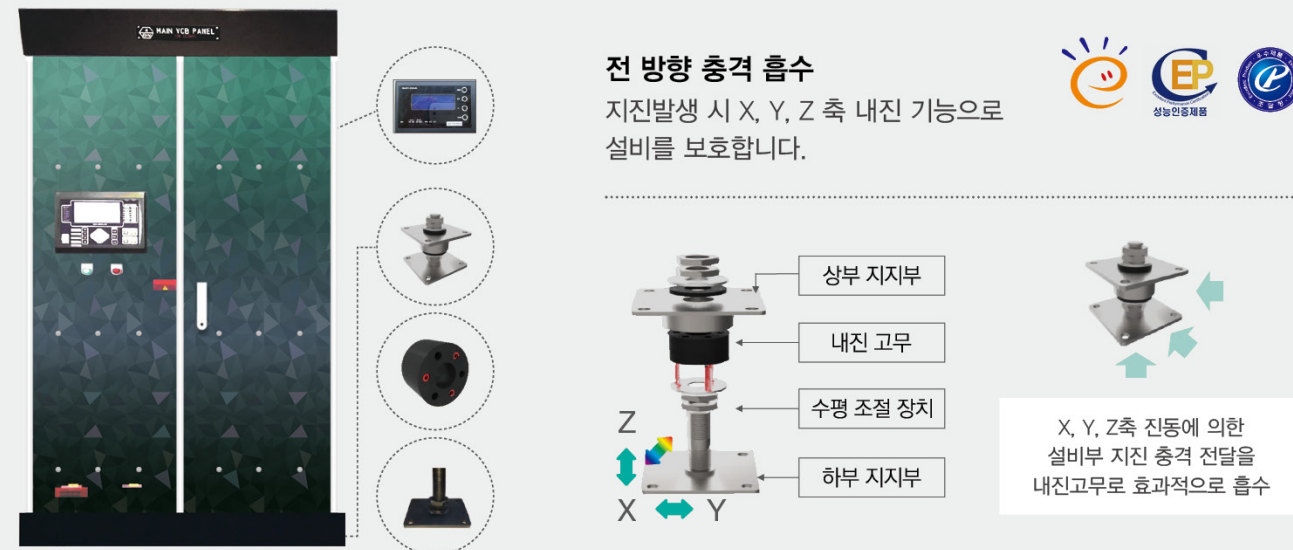 MAIN VCB PANEL
전 방향 충격 흡수
지진발생 시 X, Y, Z 축 내진 기능으로
설비를 보호합니다.
EP
성능인증제품
상부 지지부
내진 고무
수평 조절 장치
하부 지지부
Z
X
Y
X, Y, Z축 진동에 의한
설비부 지진 충격 전달을
내진고무로 효과적으로 흡수